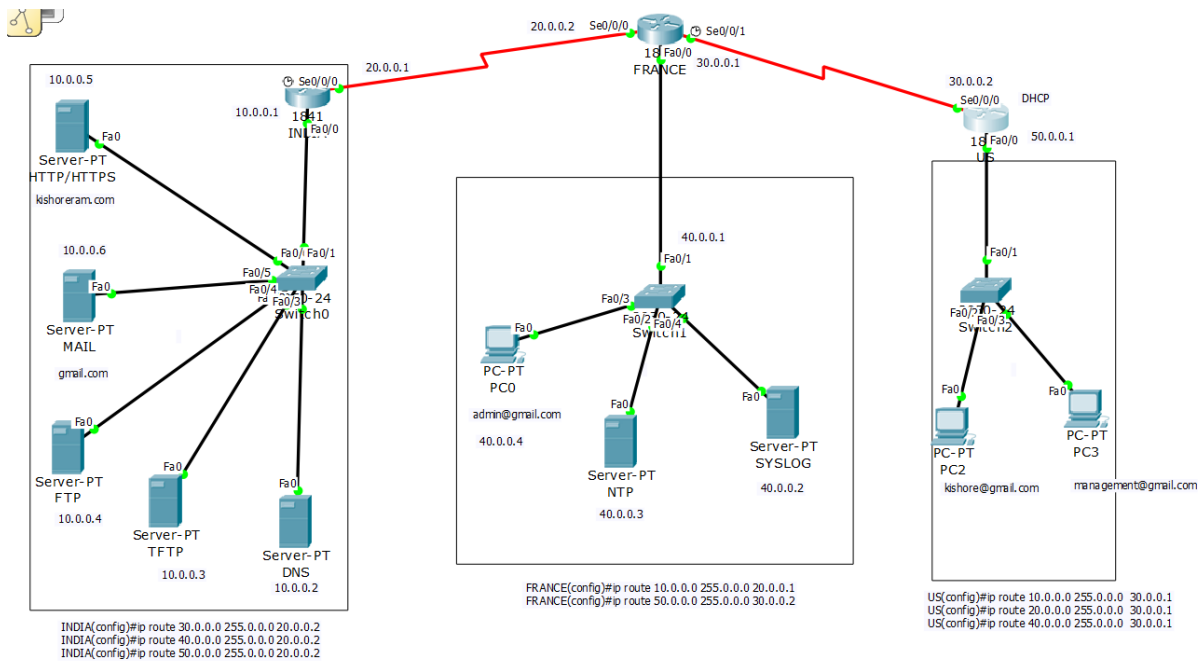 20.0.0.2
Se0/0/0
Se0/0/1
Fa0/0
FRANCE
30.0.0.1
20.0.0.1
10.0.0.5
Se0/0/0
10.0.0.1
1841
Fa0/0
Fa0
Server-PT
HTTP/HTTPS
kishoreram.com
30.0.0.2
DHCP
Se0/0/0
Fa0/0
50.0.0.1
US
10.0.0.6
Fa0/1
Fa0/5
Fa0/4
Fa0/3
Switch0
Fa0
Server-PT
MAIL
gmail.com
Fa0
Server-PT
FTP
10.0.0.4
Fa0
Server-PT
TFTP
10.0.0.3
Fa0
Server-PT
DNS
10.0.0.2
40.0.0.1
Fa0/1
Fa0/3
Fa0/2
Fa0/4
Switch1
Fa0
PC-PT
PC0
admin@gmail.com
40.0.0.4
Fa0
Server-PT
NTP
40.0.0.3
Fa0
Server-PT
SYSLOG
40.0.0.2
Fa0/1
Fa0/3
Switch2
Fa0
PC-PT
PC2
kishore@gmail.com
Fa0
PC-PT
PC3
management@gmail.com
INDIA(config)#ip route 30.0.0.0 255.0.0.0 20.0.0.2
INDIA(config)#ip route 40.0.0.0 255.0.0.0 20.0.0.2
INDIA(config)#ip route 50.0.0.0 255.0.0.0 20.0.0.2
FRANCE(config)#ip route 10.0.0.0 255.0.0.0 20.0.0.1
FRANCE(config)#ip route 50.0.0.0 255.0.0.0 30.0.0.2
US(config)#ip route 10.0.0.0 255.0.0.0 30.0.0.1
US(config)#ip route 20.0.0.0 255.0.0.0 30.0.0.1
US(config)#ip route 40.0.0.0 255.0.0.0 30.0.0.1